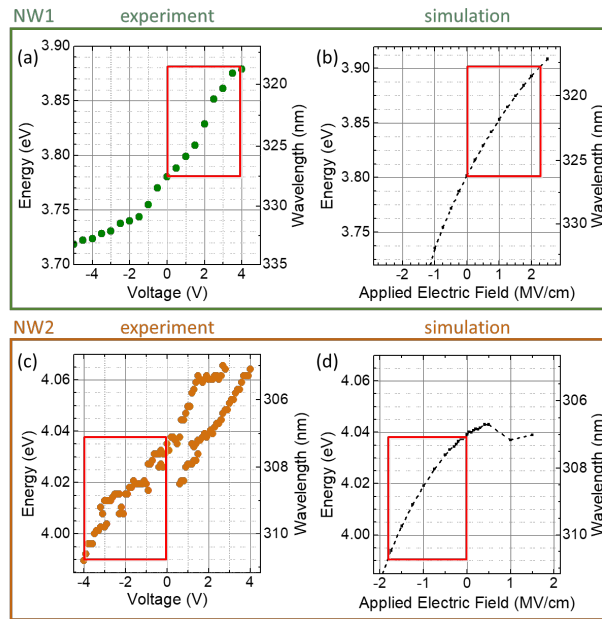 NW1 experiment simulation
(a)
3.90
3.85
3.80
3.75
3.70
Energy (eV)
320
325
330
335
Wavelength (nm)
-4 -2 0 2 4
Voltage (V)
(b)
3.90
3.85
3.80
3.75
Energy (eV)
320
325
330
Wavelength (nm)
-2 -1 0 1 2
Applied Electric Field (MV/cm)
NW2 experiment simulation
(c)
4.06
4.04
4.02
4.00
Energy (eV)
306
308
310
Wavelength (nm)
-4 -2 0 2 4
Voltage (V)
(d)
4.06
4.04
4.02
4.00
Energy (eV)
306
308
310
Wavelength (nm)
-2 -1 0 1 2
Applied Electric Field (MV/cm)